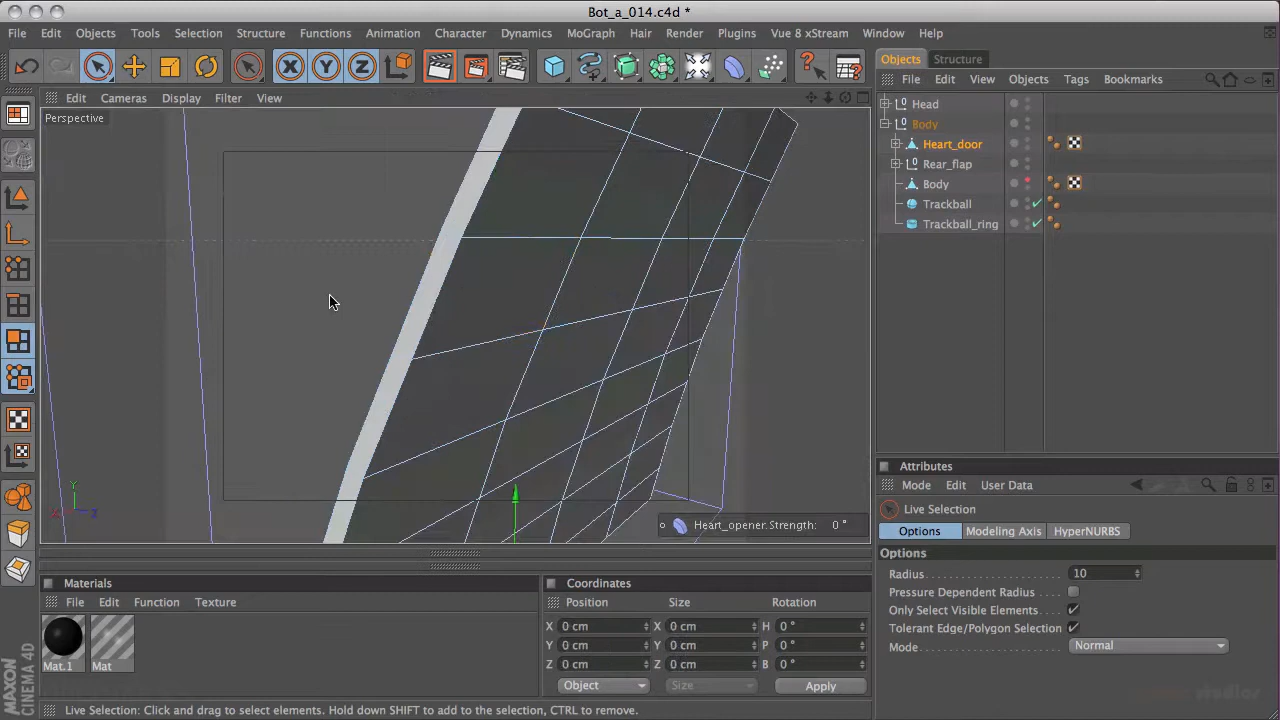 Bot_a_014.c4d *
File Edit Objects Tools Selection Structure Functions Animation Character Dynamics MoGraph Hair Render Plugins Vue 8 xStream Window Help
X Y Z
Objects Structure
File Edit View Objects Tags Bookmarks
Edit Cameras Display Filter View
Perspective
Head
Body
Heart_door
Rear_flap
Body
Trackball
Trackball_ring
Y
X Z
Heart_opener.Strength: 0 °
Attributes
Mode Edit User Data
Live Selection
Options Modeling Axis HyperNURBS
Options
Radius 10
Pressure Dependent Radius
Only Select Visible Elements
Tolerant Edge/Polygon Selection
Mode Normal
Materials
File Edit Function Texture
Mat.1 Mat
Coordinates
Position Size Rotation
X 0 cm X 0 cm H 0 °
Y 0 cm Y 0 cm P 0 °
Z 0 cm Z 0 cm B 0 °
Object Size Apply
MAXON
CINEMA 4D
Live Selection: Click and drag to select elements. Hold down SHIFT to add to the selection, CTRL to remove.